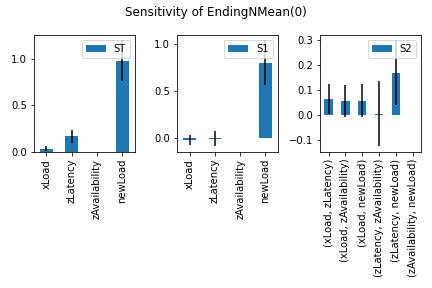 Sensitivity of EndingNMean(0)
ST
1.0
0.5
0.0
xLoad
zLatency
zAvailability
newLoad
S1
1.0
0.5
0.0
xLoad
zLatency
zAvailability
newLoad
S2
0.3
0.2
0.1
0.0
−0.1
(xLoad, zLatency)
(xLoad, zAvailability)
(xLoad, newLoad)
(zLatency, zAvailability)
(zLatency, newLoad)
(zAvailability, newLoad)